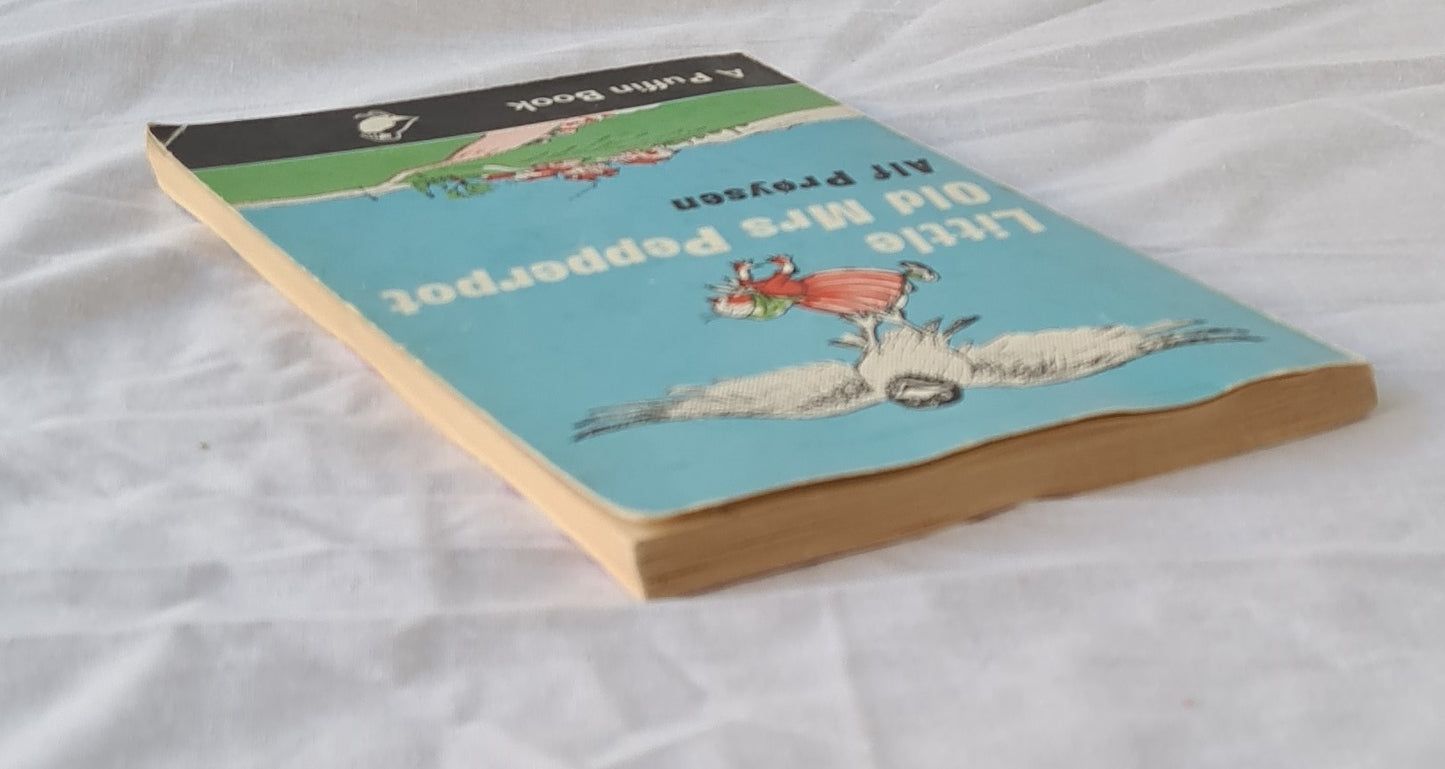 Little
Old Mrs Pepperpot
Alf Prøysen
A Puffin Book